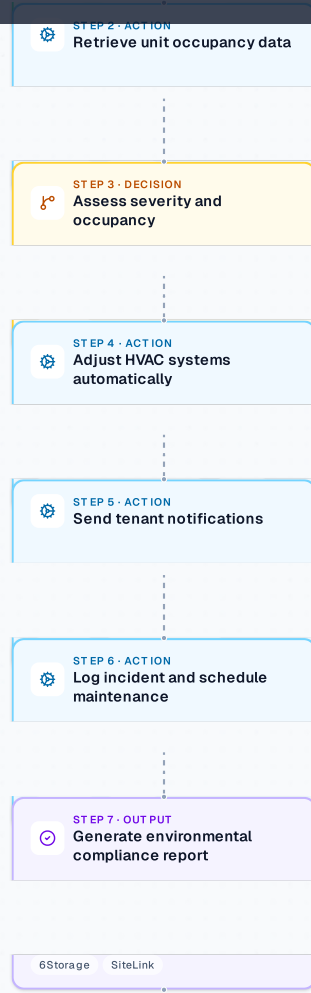 STEP 2 · ACTION
Retrieve unit occupancy data
STEP 3 · DECISION
Assess severity and
occupancy
STEP 4 · ACTION
Adjust HVAC systems
automatically
STEP 5 · ACTION
Send tenant notifications
STEP 6 · ACTION
Log incident and schedule
maintenance
STEP 7 · OUTPUT
Generate environmental
compliance report
6Storage SiteLink